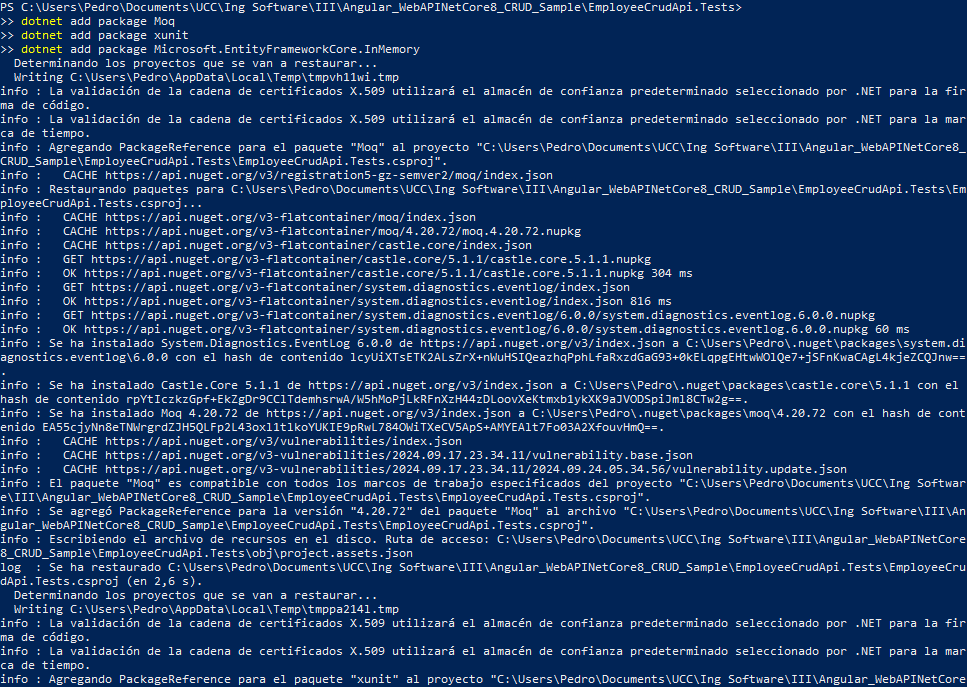 PS C:\Users\Pedro\Documents\UCC\Ing Software\III\Angular_WebAPINetCore8_CRUD_Sample\EmployeeCrudApi.Tests>
>> dotnet add package Moq
>> dotnet add package xunit
>> dotnet add package Microsoft.EntityFrameworkCore.InMemory
  Determinando los proyectos que se van a restaurar...
  Writing C:\Users\Pedro\AppData\Local\Temp\tmpvh11wi.tmp
info : La validación de la cadena de certificados X.509 utilizará el almacén de confianza predeterminado seleccionado por .NET para la fir
ma de código.
info : La validación de la cadena de certificados X.509 utilizará el almacén de confianza predeterminado seleccionado por .NET para la mar
ca de tiempo.
info : Agregando PackageReference para el paquete "Moq" al proyecto "C:\Users\Pedro\Documents\UCC\Ing Software\III\Angular_WebAPINetCore8_
CRUD_Sample\EmployeeCrudApi.Tests\EmployeeCrudApi.Tests.csproj".
info :   CACHE https://api.nuget.org/v3/registration5-gz-semver2/moq/index.json
info : Restaurando paquetes para C:\Users\Pedro\Documents\UCC\Ing Software\III\Angular_WebAPINetCore8_CRUD_Sample\EmployeeCrudApi.Tests\Em
ployeeCrudApi.Tests.csproj...
info :   CACHE https://api.nuget.org/v3-flatcontainer/moq/index.json
info :   CACHE https://api.nuget.org/v3-flatcontainer/moq/4.20.72/moq.4.20.72.nupkg
info :   CACHE https://api.nuget.org/v3-flatcontainer/castle.core/index.json
info :   GET https://api.nuget.org/v3-flatcontainer/castle.core/5.1.1/castle.core.5.1.1.nupkg
info :   OK https://api.nuget.org/v3-flatcontainer/castle.core/5.1.1/castle.core.5.1.1.nupkg 304 ms
info :   GET https://api.nuget.org/v3-flatcontainer/system.diagnostics.eventlog/index.json
info :   OK https://api.nuget.org/v3-flatcontainer/system.diagnostics.eventlog/index.json 816 ms
info :   GET https://api.nuget.org/v3-flatcontainer/system.diagnostics.eventlog/6.0.0/system.diagnostics.eventlog.6.0.0.nupkg
info :   OK https://api.nuget.org/v3-flatcontainer/system.diagnostics.eventlog/6.0.0/system.diagnostics.eventlog.6.0.0.nupkg 60 ms
info : Se ha instalado System.Diagnostics.EventLog 6.0.0 de https://api.nuget.org/v3/index.json a C:\Users\Pedro\.nuget\packages\system.di
agnostics.eventlog\6.0.0 con el hash de contenido lcyUiXTsETK2ALsZrX+nWuHSIQeazhqPphLfaRxzdGaG93+0kELqpgEHtwWOlQe7+jSFnKwaCAgL4kjeZCQJnw==
.
info : Se ha instalado Castle.Core 5.1.1 de https://api.nuget.org/v3/index.json a C:\Users\Pedro\.nuget\packages\castle.core\5.1.1 con el
hash de contenido rpYtIczkzGpf+EkZgDr9CClTdemhsrwA/W5hMoPjLkRFnXzH44zDLoovXeKtmxb1ykXK9aJVODSpiJml8CTw2g==.
info : Se ha instalado Moq 4.20.72 de https://api.nuget.org/v3/index.json a C:\Users\Pedro\.nuget\packages\moq\4.20.72 con el hash de cont
enido EA55cjyNn8eTNWrgrdZJH5QLFp2L43oxl1tlkoYUKIE9pRwL784OWiTXeCV5ApS+AMYEAlt7Fo03A2XfouvHmQ==.
info :   CACHE https://api.nuget.org/v3/vulnerabilities/index.json
info :   CACHE https://api.nuget.org/v3-vulnerabilities/2024.09.17.23.34.11/vulnerability.base.json
info :   CACHE https://api.nuget.org/v3-vulnerabilities/2024.09.17.23.34.11/2024.09.24.05.34.56/vulnerability.update.json
info : El paquete "Moq" es compatible con todos los marcos de trabajo especificados del proyecto "C:\Users\Pedro\Documents\UCC\Ing Softwar
e\III\Angular_WebAPINetCore8_CRUD_Sample\EmployeeCrudApi.Tests\EmployeeCrudApi.Tests.csproj".
info : Se agregó PackageReference para la versión "4.20.72" del paquete "Moq" al archivo "C:\Users\Pedro\Documents\UCC\Ing Software\III\An
gular_WebAPINetCore8_CRUD_Sample\EmployeeCrudApi.Tests\EmployeeCrudApi.Tests.csproj".
info : Escribiendo el archivo de recursos en el disco. Ruta de acceso: C:\Users\Pedro\Documents\UCC\Ing Software\III\Angular_WebAPINetCore
8_CRUD_Sample\EmployeeCrudApi.Tests\obj\project.assets.json
log  : Se ha restaurado C:\Users\Pedro\Documents\UCC\Ing Software\III\Angular_WebAPINetCore8_CRUD_Sample\EmployeeCrudApi.Tests\EmployeeCru
dApi.Tests.csproj (en 2,6 s).
  Determinando los proyectos que se van a restaurar...
  Writing C:\Users\Pedro\AppData\Local\Temp\tmppa214l.tmp
info : La validación de la cadena de certificados X.509 utilizará el almacén de confianza predeterminado seleccionado por .NET para la fir
ma de código.
info : La validación de la cadena de certificados X.509 utilizará el almacén de confianza predeterminado seleccionado por .NET para la mar
ca de tiempo.
info : Agregando PackageReference para el paquete "xunit" al proyecto "C:\Users\Pedro\Documents\UCC\Ing Software\III\Angular_WebAPINetCore